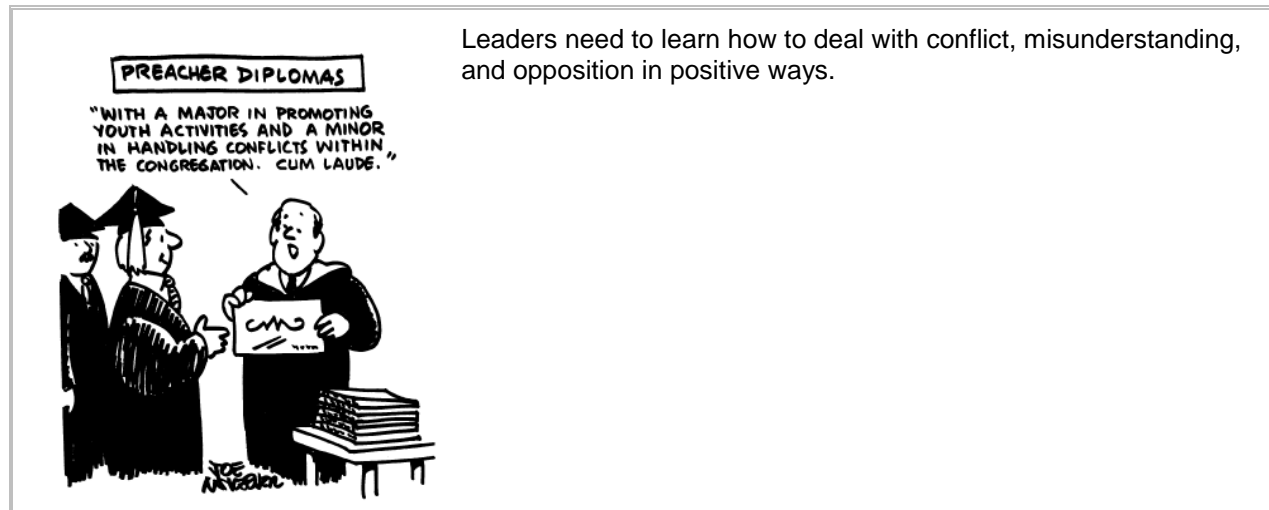 PREACHER DIPLOMAS
"WITH A MAJOR IN PROMOTING
YOUTH ACTIVITIES AND A MINOR
IN HANDLING CONFLICTS WITHIN
THE CONGREGATION. CUM LAUDE."
JOE
Leaders need to learn how to deal with conflict, misunderstanding,
and opposition in positive ways.